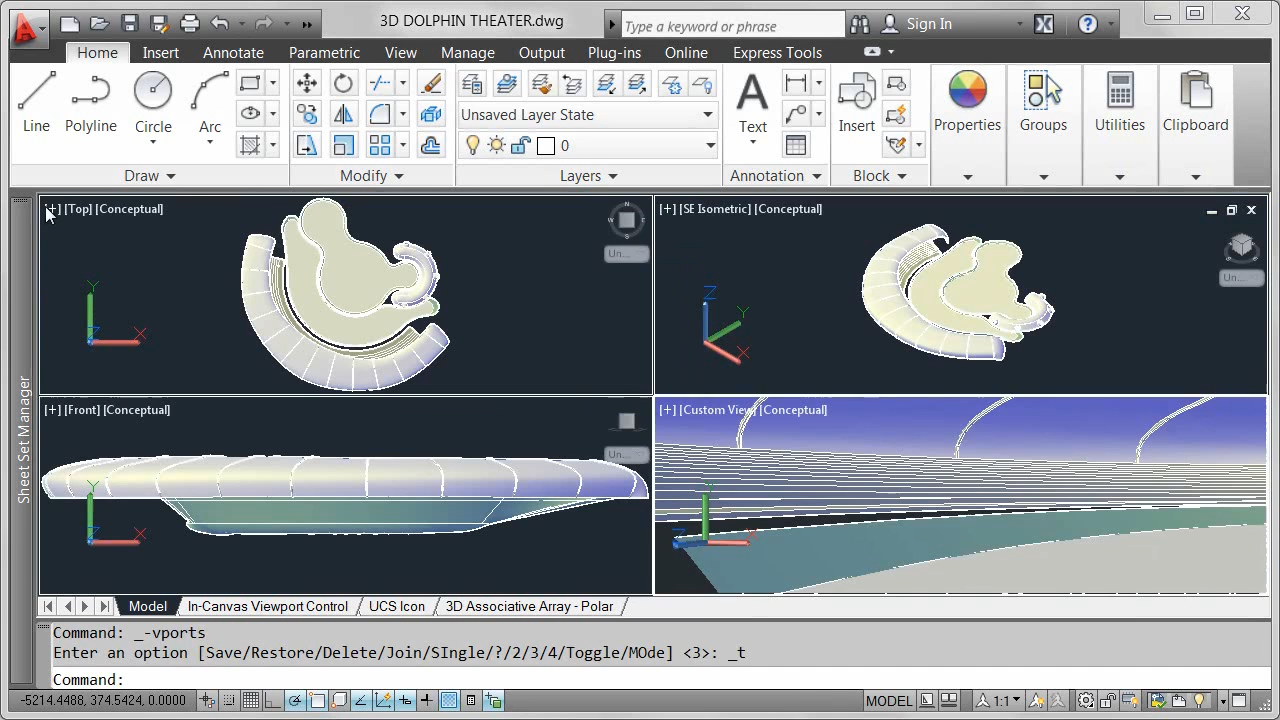 3D DOLPHIN THEATER.dwg
Type a keyword or phrase
Sign In
Home Insert Annotate Parametric View Manage Output Plug-ins Online Express Tools
Line Polyline Circle Arc
Unsaved Layer State
0
Text
Insert
Properties
Groups
Utilities
Clipboard
Draw Modify Layers Annotation Block
[+] [Top] [Conceptual]
N
W
E
S
Un...
Y
X
Z
[+] [SE Isometric] [Conceptual]
Un...
Z
Y
X
[+] [Front] [Conceptual]
Un...
Y
X
Z
[+] [Custom View] [Conceptual]
Y
X
Z
Sheet Set Manager
Model In-Canvas Viewport Control UCS Icon 3D Associative Array - Polar
Command: _-vports
Enter an option [Save/Restore/Delete/Join/SIngle/?/2/3/4/Toggle/MOde] <3>: _t
Command:
-5214.4488, 374.5424, 0.0000
MODEL
1:1